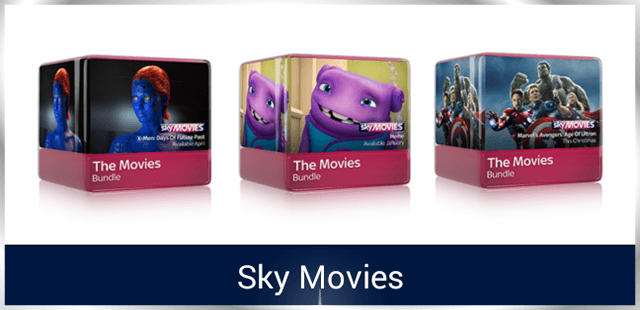 sky MOVIES
X-Men: Days Of Future Past
Available April
The Movies
Bundle
sky MOVIES
Home
Available January
The Movies
Bundle
sky MOVIES
Marvel's Avengers: Age Of Ultron
This Christmas
The Movies
Bundle
Sky Movies